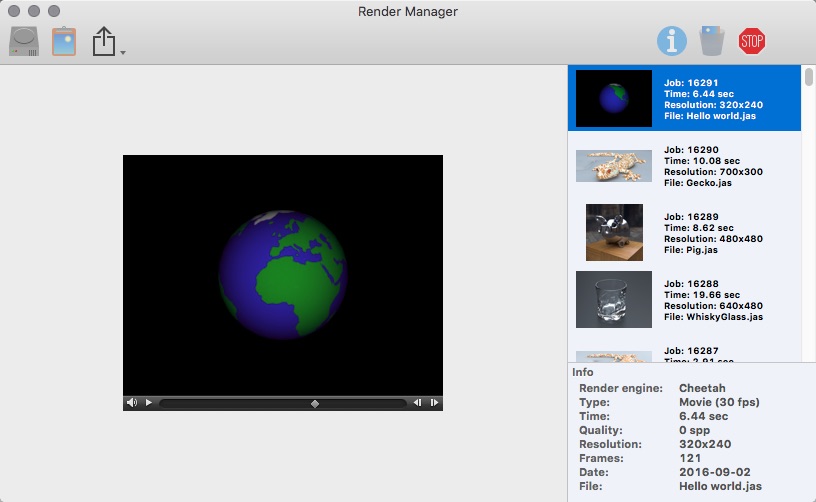 Render Manager
STOP
Job: 16291
Time: 6.44 sec
Resolution: 320x240
File: Hello world.jas
Job: 16290
Time: 10.08 sec
Resolution: 700x300
File: Gecko.jas
Job: 16289
Time: 8.62 sec
Resolution: 480x480
File: Pig.jas
Job: 16288
Time: 19.66 sec
Resolution: 640x480
File: WhiskyGlass.jas
Job: 16287
Time: 2.91 sec
Info
Render engine: Cheetah
Type: Movie (30 fps)
Time: 6.44 sec
Quality: 0 spp
Resolution: 320x240
Frames: 121
Date: 2016-09-02
File: Hello world.jas